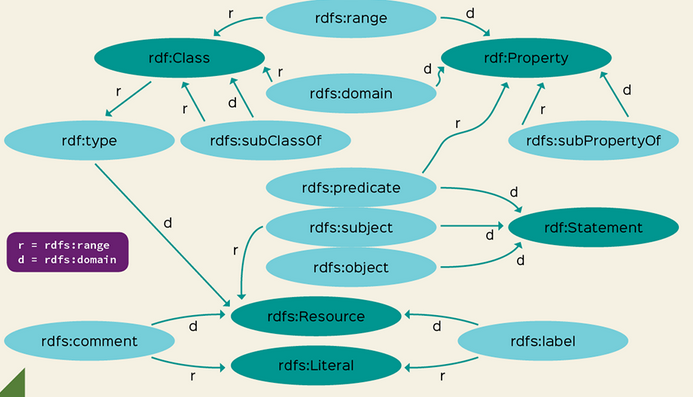 r
rdfs:range
d
rdf:Class
rdf:Property
r
d
rdfs:domain
r
r
d
r
d
r
rdf:type
rdfs:subClassOf
rdfs:subPropertyOf
rdfs:predicate
d
d
rdfs:subject
rdf:Statement
d
r = rdfs:range
d = rdfs:domain
r
rdfs:object
d
rdfs:Resource
d
d
rdfs:comment
rdfs:label
rdfs:Literal
r
r